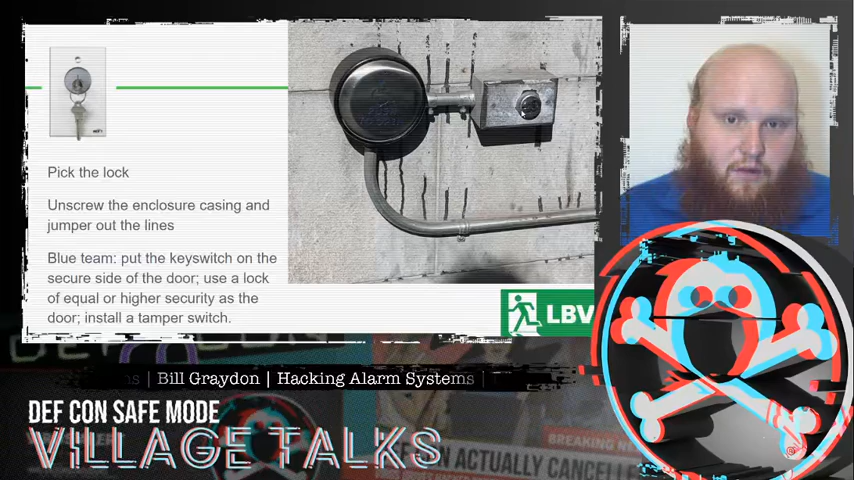 Pick the lock
Unscrew the enclosure casing and
jumper out the lines
Blue team: put the keyswitch on the
secure side of the door; use a lock
of equal or higher security as the
door; install a tamper switch.
LBV
| Bill Graydon | Hacking Alarm Systems |
DEF CON SAFE MODE
VILLAGE TALKS
BREAKING
CON ACTUALLY CANCELLE